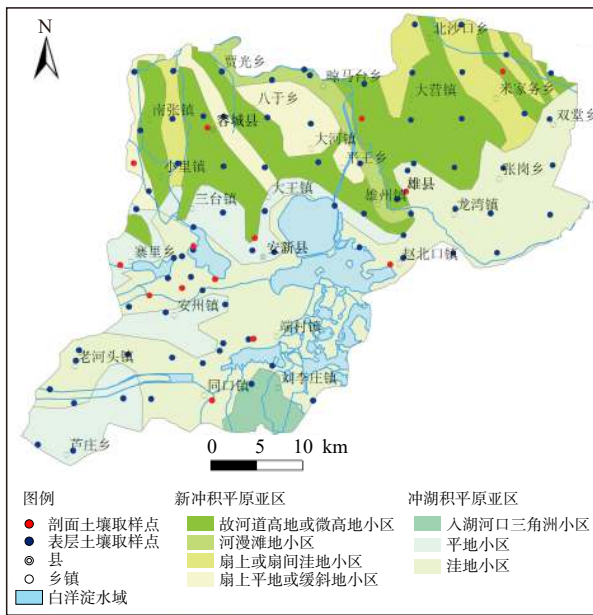 N
北沙口乡
贾光乡
晾马台乡
大营镇
米家务乡
八于乡
南张镇
容城县
双堂乡
大河镇
平王乡
小里镇
张岗乡
大王镇
雄县
三台镇
雄州镇
龙湾镇
寨里乡
安新县
赵北口镇
安州镇
端村镇
老河头镇
同口镇
刘李庄镇
芦庄乡
0 5 10 km
图例
剖面土壤取样点
表层土壤取样点
县
乡镇
白洋淀水域
新冲积平原亚区
故河道高地或微高地小区
河漫滩地小区
扇上或扇间洼地小区
扇上平地或缓斜地小区
冲湖积平原亚区
入湖河口三角洲小区
平地小区
洼地小区